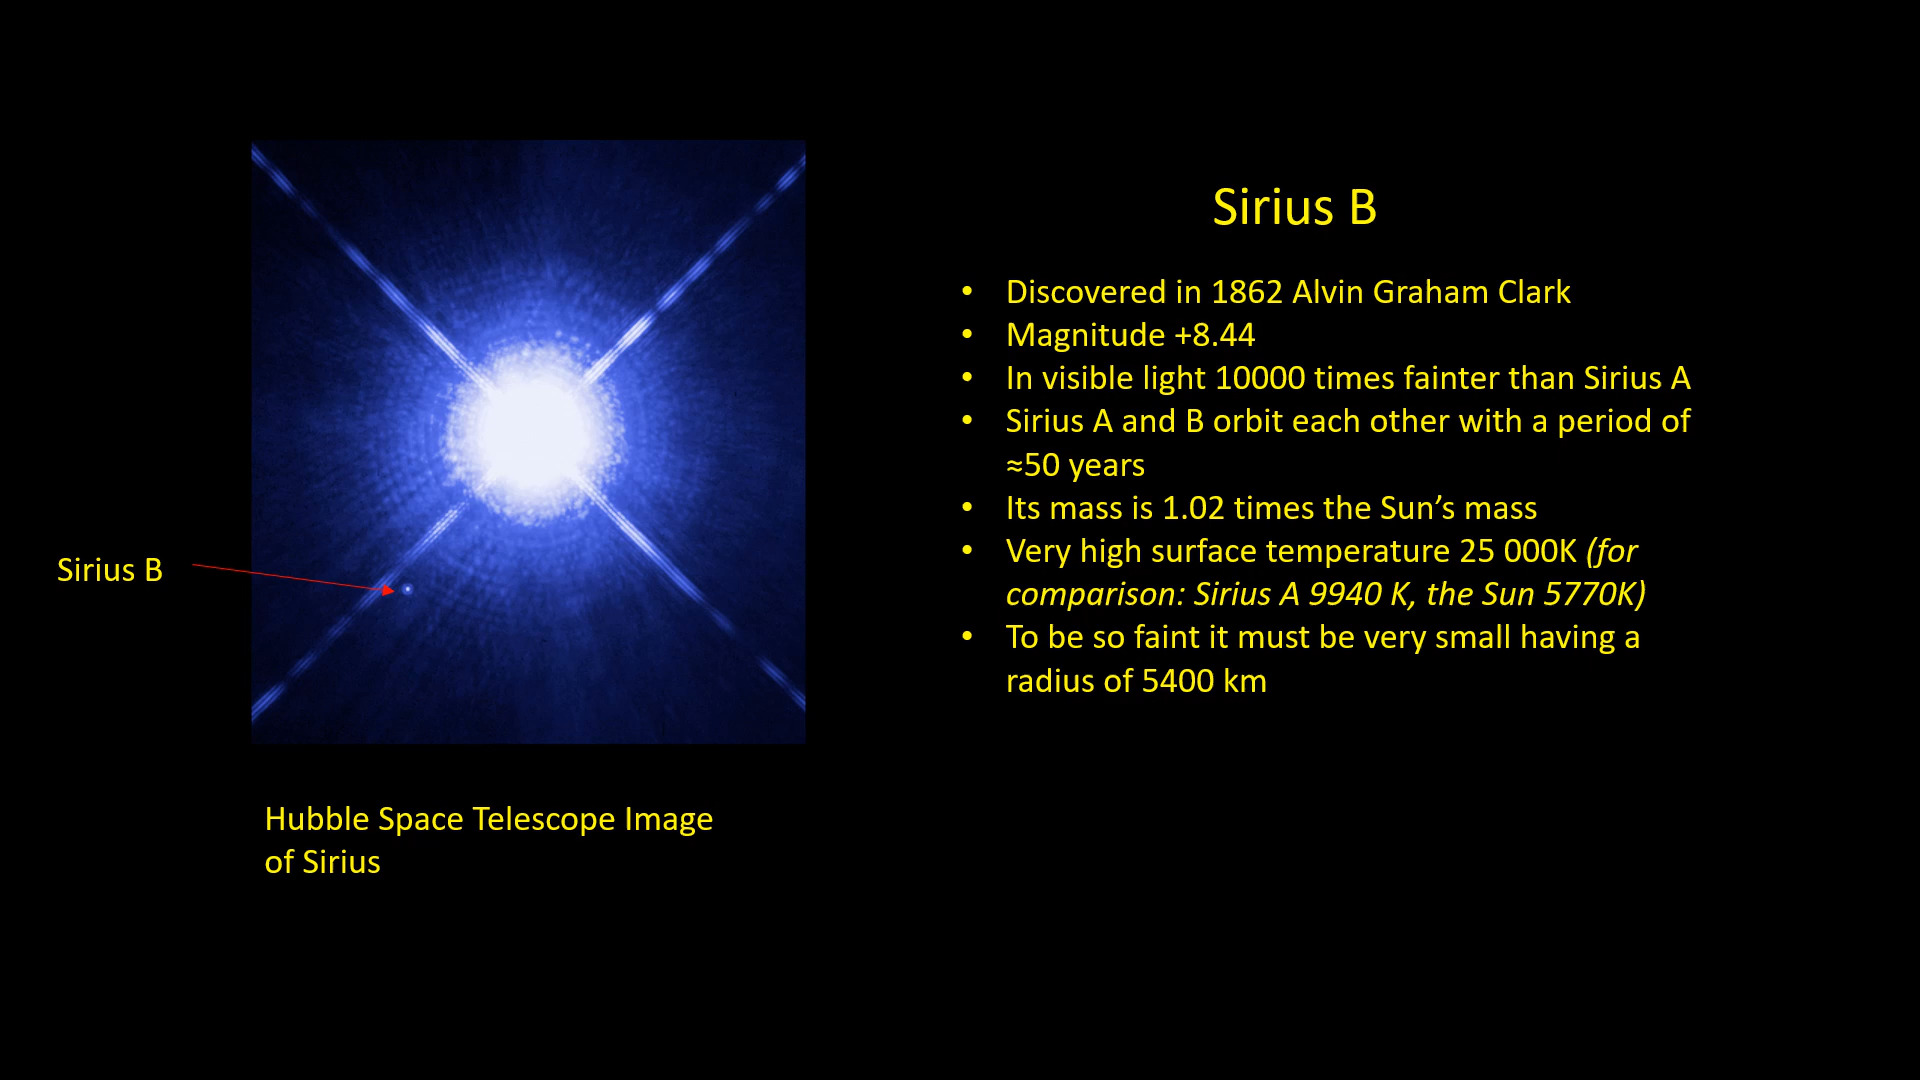 Sirius B
• Discovered in 1862 Alvin Graham Clark
• Magnitude +8.44
• In visible light 10000 times fainter than Sirius A
• Sirius A and B orbit each other with a period of
≈50 years
• Its mass is 1.02 times the Sun’s mass
• Very high surface temperature 25 000K (for
comparison: Sirius A 9940 K, the Sun 5770K)
• To be so faint it must be very small having a
radius of 5400 km
Sirius B
Hubble Space Telescope Image
of Sirius